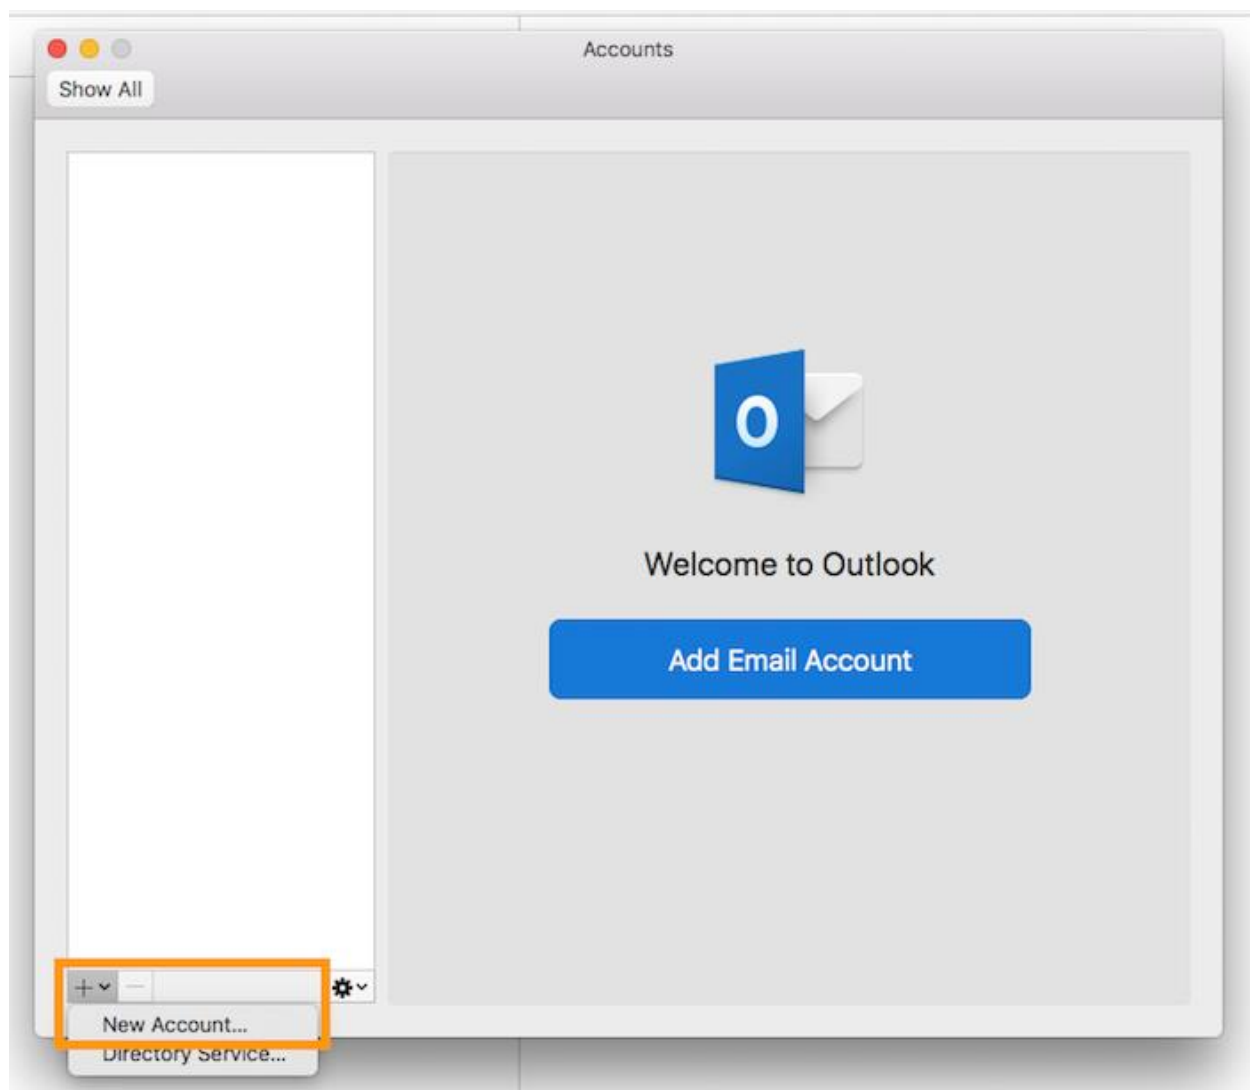 Accounts
Show All
O
Welcome to Outlook
Add Email Account
New Account...
Directory Service...